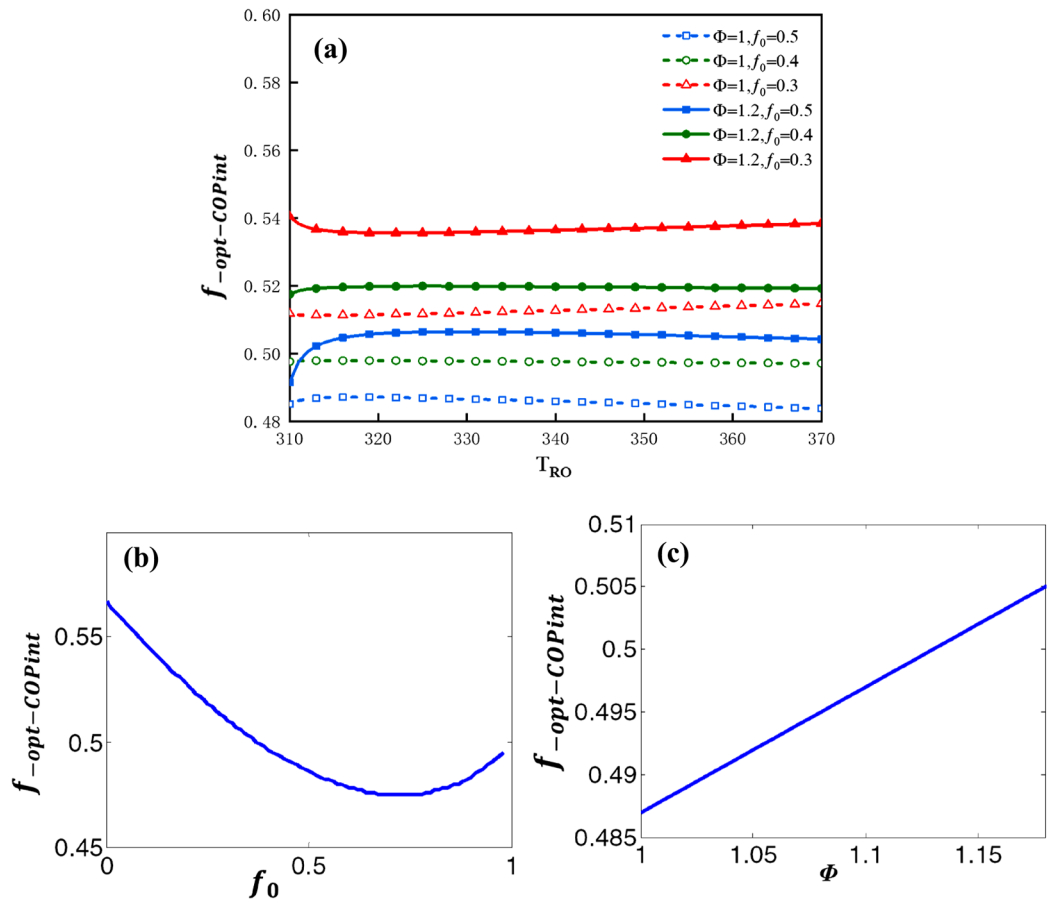 (a)
0. 60
0. 58
0. 56
0. 54
0. 52
0. 50
0. 48
f-opt-COPint
310 320 330 340 350 360 370
TRO
Φ=1,f0=0.5
Φ=1,f0=0.4
Φ=1,f0=0.3
Φ=1.2,f0=0.5
Φ=1.2,f0=0.4
Φ=1.2,f0=0.3
(b)
0.55
0.5
0.45
f-opt-COPint
0 0.5 1
f0
(c)
0.51
0.505
0.5
0.495
0.49
0.485
f-opt-COPint
1 1.05 1.1 1.15
Φ